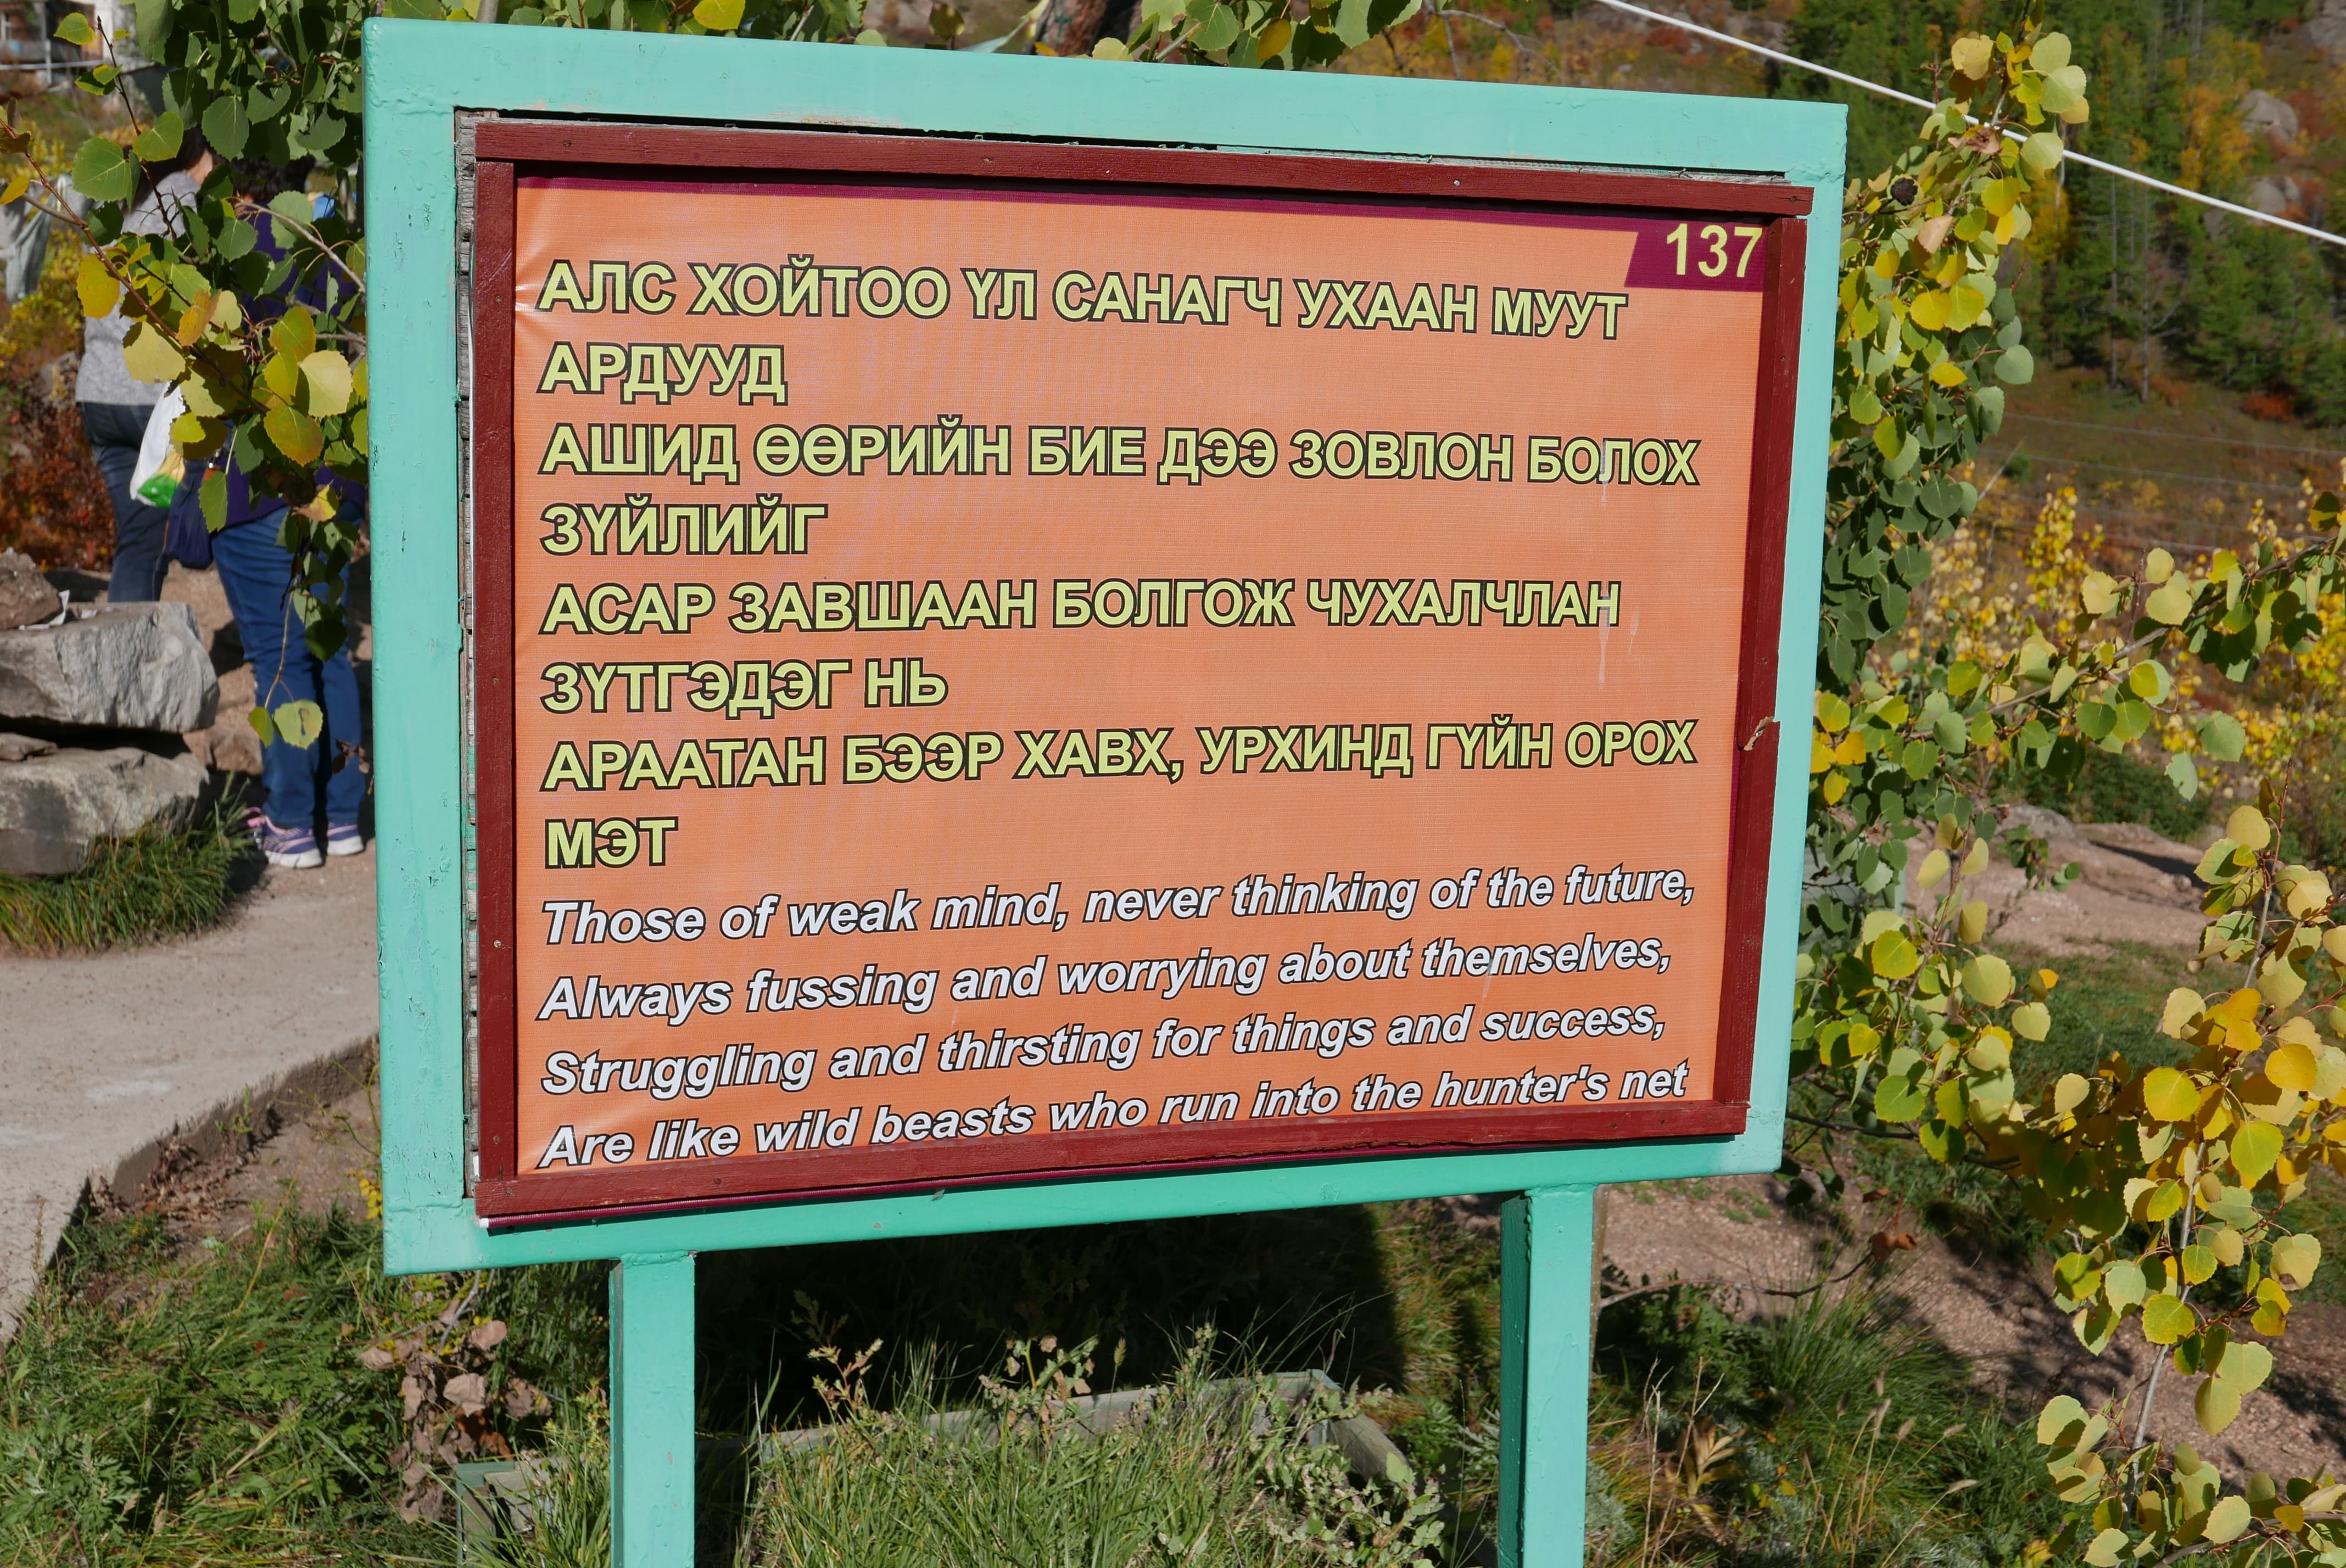 137
АЛС ХОЙТОО ҮЛ САНАГЧ УХААН МУУТ
АРДУУД
АШИД ӨӨРИЙН БИЕ ДЭЭ ЗОВЛОН БОЛОХ
ЗҮЙЛИЙГ
АСАР ЗАВШААН БОЛГОЖ ЧУХАЛЧЛАН
ЗҮТГЭДЭГ НЬ
АРААТАН БЭЭР ХАВХ, УРХИНД ГҮЙН ОРОХ
МЭТ
Those of weak mind, never thinking of the future,
Always fussing and worrying about themselves,
Struggling and thirsting for things and success,
Are like wild beasts who run into the hunter's net